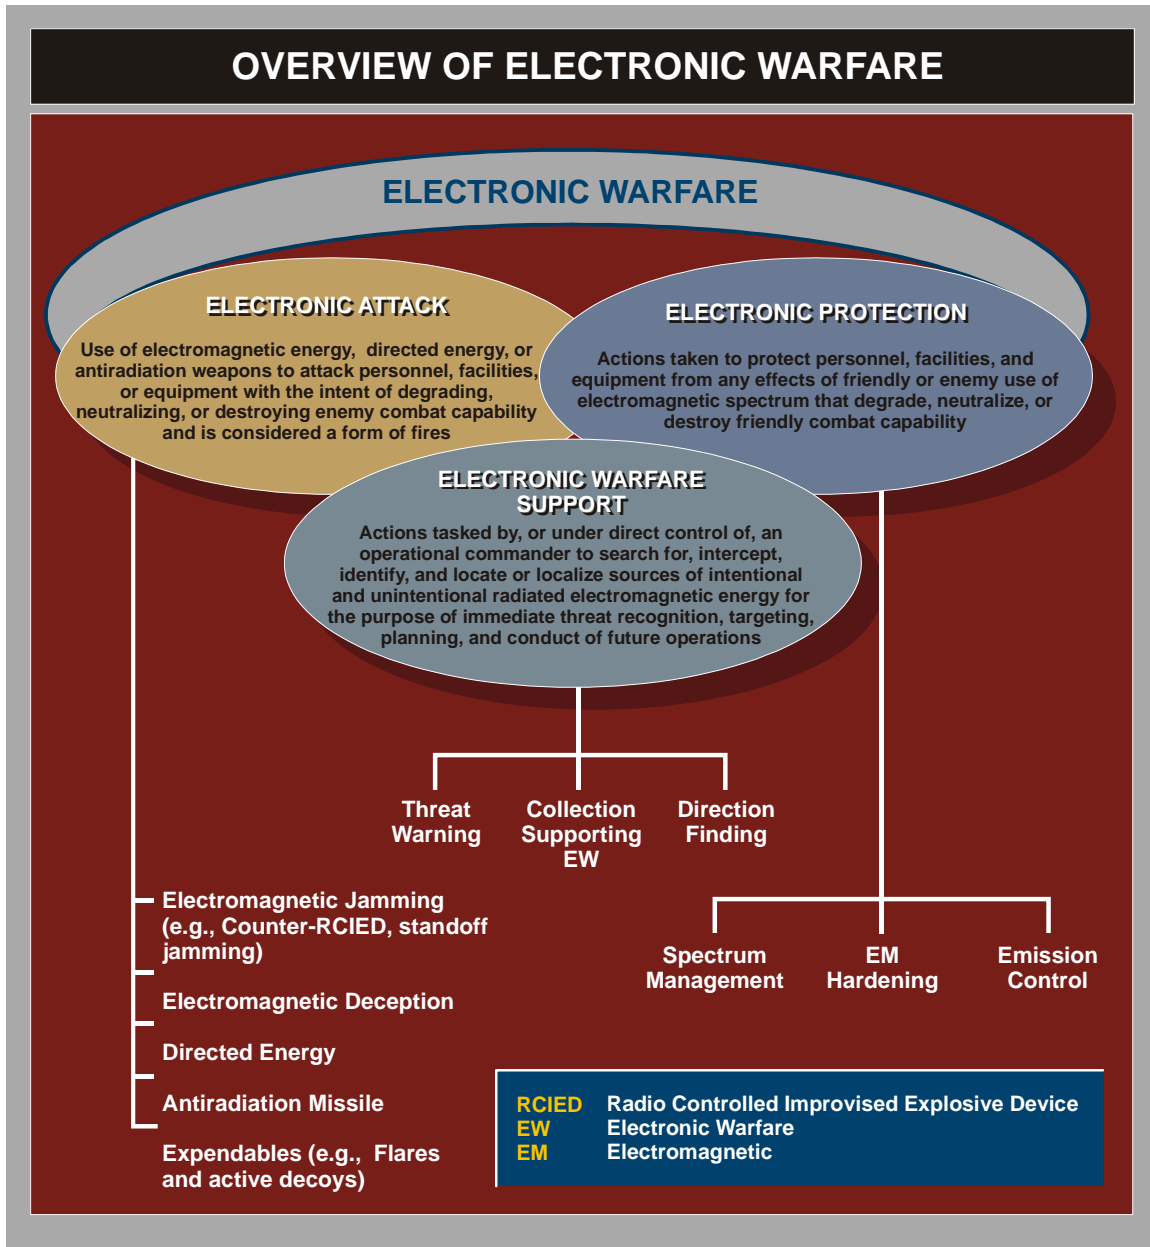 OVERVIEW OF ELECTRONIC WARFARE
ELECTRONIC WARFARE
ELECTRONIC ATTACK
Use of electromagnetic energy, directed energy, or
antiradiation weapons to attack personnel, facilities,
or equipment with the intent of degrading,
neutralizing, or destroying enemy combat capability
and is considered a form of fires
ELECTRONIC PROTECTION
Actions taken to protect personnel, facilities, and
equipment from any effects of friendly or enemy use of
electromagnetic spectrum that degrade, neutralize, or
destroy friendly combat capability
ELECTRONIC WARFARE
SUPPORT
Actions tasked by, or under direct control of, an
operational commander to search for, intercept,
identify, and locate or localize sources of intentional
and unintentional radiated electromagnetic energy for
the purpose of immediate threat recognition, targeting,
planning, and conduct of future operations
Threat
Warning
Collection
Supporting
EW
Direction
Finding
Electromagnetic Jamming
(e.g., Counter-RCIED, standoff
jamming)
Electromagnetic Deception
Directed Energy
Antiradiation Missile
Expendables (e.g., Flares
and active decoys)
Spectrum
Management
EM
Hardening
Emission
Control
RCIED Radio Controlled Improvised Explosive Device
EW Electronic Warfare
EM Electromagnetic